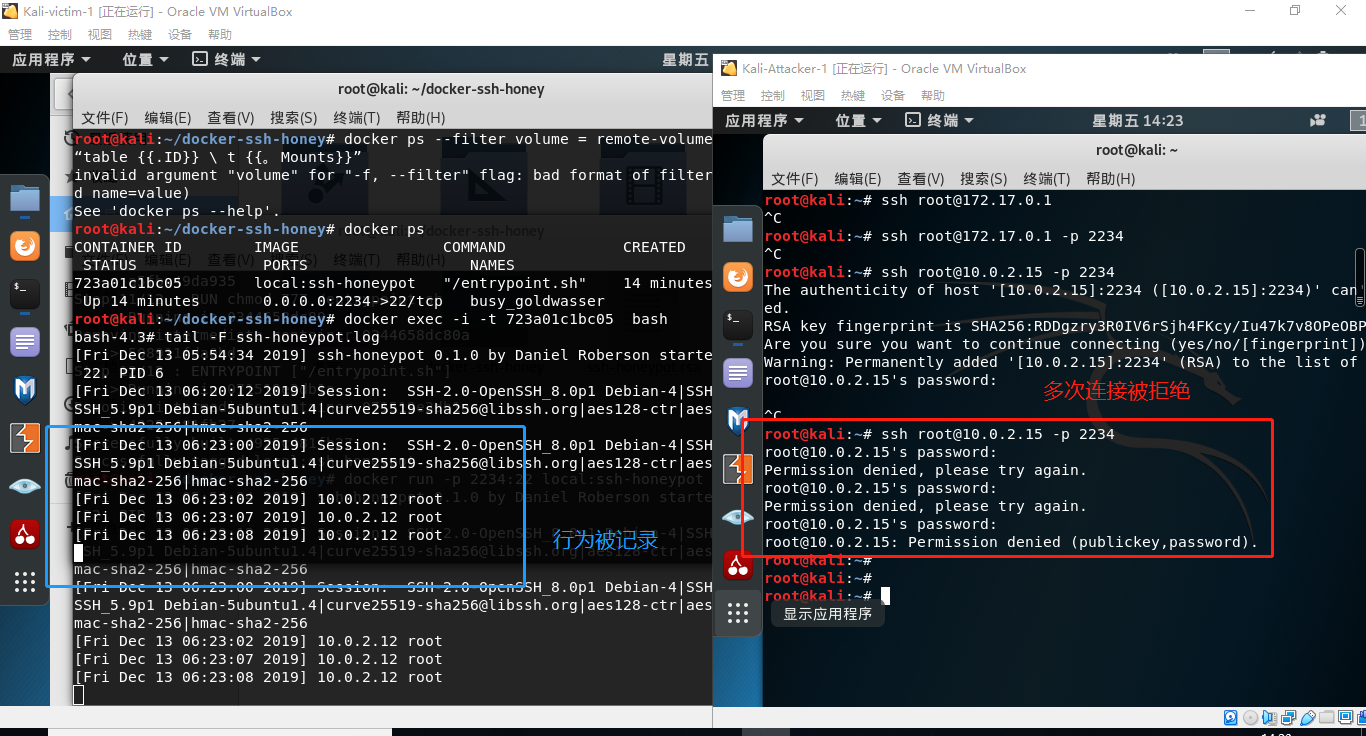 Kali-victim-1 [正在运行] - Oracle VM VirtualBox
管理 控制 视图 热键 设备 帮助
应用程序 位置 终端 星期五
root@kali: ~/docker-ssh-honey
文件(F) 编辑(E) 查看(V) 搜索(S) 终端(T) 帮助(H)
root@kali:~/docker-ssh-honey# docker ps --filter volume = remote-volume
“table {{.ID}} \ t {{。Mounts}}”
invalid argument "volume" for "-f, --filter" flag: bad format of filter
d name=value)
See 'docker ps --help'.
root@kali:~/docker-ssh-honey# docker ps
CONTAINER ID IMAGE COMMAND CREATED
STATUS PORTS NAMES
723a01c1bc05 local:ssh-honeypot "/entrypoint.sh" 14 minutes
Up 14 minutes 0.0.0.0:2234->22/tcp busy_goldwasser
root@kali:~/docker-ssh-honey# docker exec -i -t 723a01c1bc05 bash
bash-4.3# tail -F ssh-honeypot.log
[Fri Dec 13 05:54:34 2019] ssh-honeypot 0.1.0 by Daniel Roberson starte
22. PID 6
[Fri Dec 13 06:20:12 2019] Session: SSH-2.0-OpenSSH_8.0p1 Debian-4|SSH
SSH_5.9p1 Debian-5ubuntu1.4|curve25519-sha256@libssh.org|aes128-ctr|aes
mac-sha2-256|hmac-sha2-256
[Fri Dec 13 06:23:00 2019] Session: SSH-2.0-OpenSSH_8.0p1 Debian-4|SSH
SSH_5.9p1 Debian-5ubuntu1.4|curve25519-sha256@libssh.org|aes128-ctr|aes
mac-sha2-256|hmac-sha2-256
[Fri Dec 13 06:23:02 2019] 10.0.2.12 root
[Fri Dec 13 06:23:07 2019] 10.0.2.12 root
[Fri Dec 13 06:23:08 2019] 10.0.2.12 root
行为被记录
mac-sha2-256|hmac-sha2-256
[Fri Dec 13 06:23:00 2019] Session: SSH-2.0-OpenSSH_8.0p1 Debian-4|SSH
SSH_5.9p1 Debian-5ubuntu1.4|curve25519-sha256@libssh.org|aes128-ctr|aes
mac-sha2-256|hmac-sha2-256
[Fri Dec 13 06:23:02 2019] 10.0.2.12 root
[Fri Dec 13 06:23:07 2019] 10.0.2.12 root
[Fri Dec 13 06:23:08 2019] 10.0.2.12 root
Kali-Attacker-1 [正在运行] - Oracle VM VirtualBox
管理 控制 视图 热键 设备 帮助
应用程序 位置 终端 星期五 14:23 1
root@kali: ~
文件(F) 编辑(E) 查看(V) 搜索(S) 终端(T) 帮助(H)
root@kali:~# ssh root@172.17.0.1
^C
root@kali:~# ssh root@172.17.0.1 -p 2234
^C
root@kali:~# ssh root@10.0.2.15 -p 2234
The authenticity of host '[10.0.2.15]:2234 ([10.0.2.15]:2234)' can'
ed.
RSA key fingerprint is SHA256:RDDgzry3R0IV6rSjh4FKcy/Iu47k7v8OPeOBP
Are you sure you want to continue connecting (yes/no/[fingerprint])
Warning: Permanently added '[10.0.2.15]:2234' (RSA) to the list of
root@10.0.2.15's password:
多次连接被拒绝
^C
root@kali:~# ssh root@10.0.2.15 -p 2234
root@10.0.2.15's password:
Permission denied, please try again.
root@10.0.2.15's password:
Permission denied, please try again.
root@10.0.2.15's password:
root@10.0.2.15: Permission denied (publickey,password).
root@kali:~#
root@kali:~#
root@kali:~#
显示应用程序